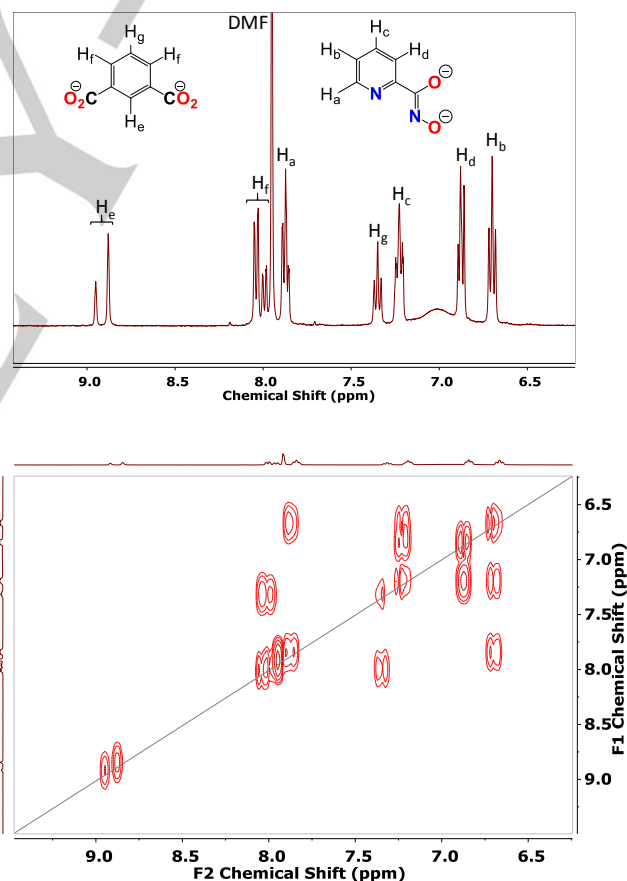 DMF
Hg
Hf
Hf
⊖O2C
CO2⊖
He
Hc
Hb
Hd
Ha
N
O⊖
N
O⊖
He
Hf
Ha
Hg
Hc
Hd
Hb
9.0 8.5 8.0 7.5 7.0 6.5
Chemical Shift (ppm)
6.5
7.0
7.5
8.0
8.5
9.0
F1 Chemical Shift (ppm)
9.0 8.5 8.0 7.5 7.0 6.5
F2 Chemical Shift (ppm)